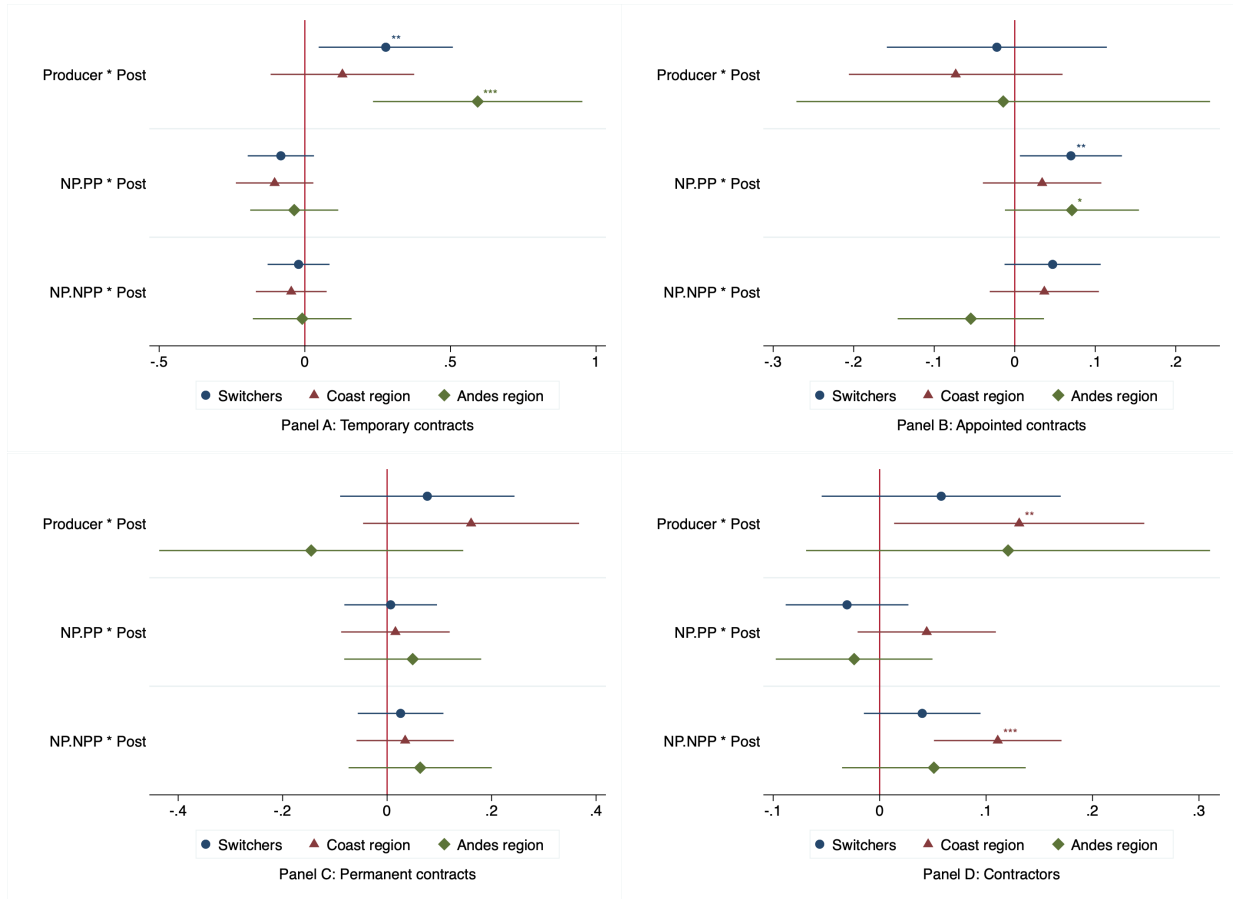 **
Producer * Post
***
NP.PP * Post
NP.NPP * Post
-.5 0 .5 1
Switchers Coast region Andes region
Panel A: Temporary contracts
Producer * Post
**
NP.PP * Post
*
NP.NPP * Post
-.3 -.2 -.1 0 .1 .2
Switchers Coast region Andes region
Panel B: Appointed contracts
Producer * Post
NP.PP * Post
NP.NPP * Post
-.4 -.2 0 .2 .4
Switchers Coast region Andes region
Panel C: Permanent contracts
**
Producer * Post
NP.PP * Post
***
NP.NPP * Post
-.1 0 .1 .2 .3
Switchers Coast region Andes region
Panel D: Contractors